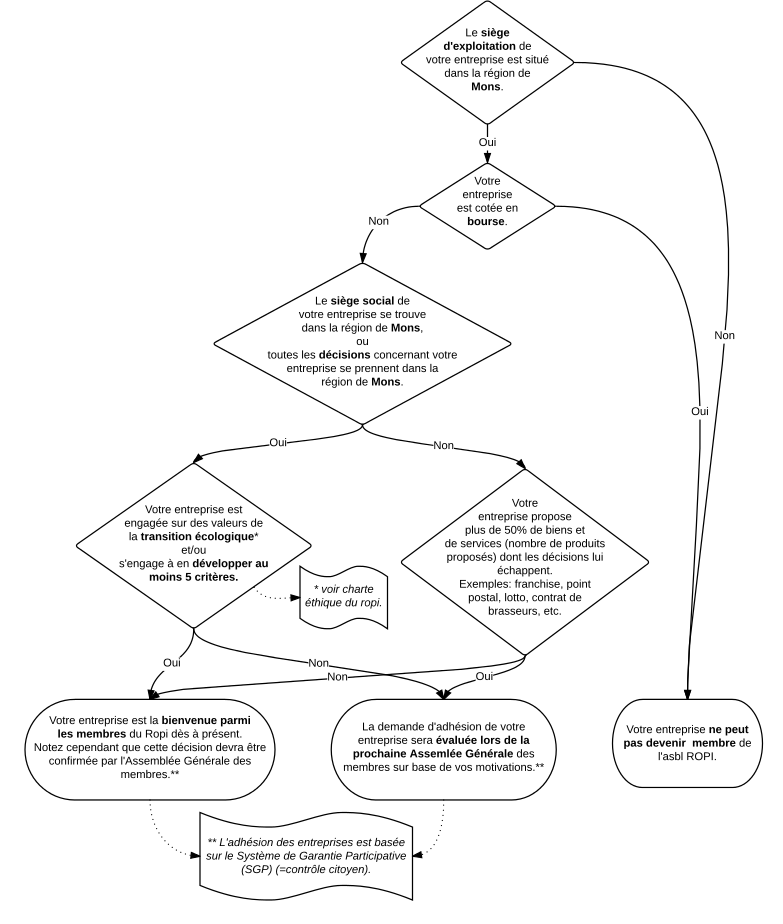 Le siège
d'exploitation de
votre entreprise est situé
dans la région de
Mons.
Oui
Votre
entreprise
est cotée en
bourse.
Non
Le siège social de
votre entreprise se trouve
dans la région de Mons,
ou
toutes les décisions concernant votre
entreprise se prennent dans la
région de Mons.
Non
Oui
Oui
Non
Votre entreprise est
engagée sur des valeurs de
la transition écologique*
et/ou
s'engage à en développer au
moins 5 critères.
Votre
entreprise propose
plus de 50% de biens et
de services (nombre de produits
proposés) dont les décisions lui
échappent.
Exemples: franchise, point
postal, lotto, contrat de
brasseurs, etc.
* voir charte
éthique du ropi.
Oui
Non
Non
Oui
Votre entreprise est la bienvenue parmi
les membres du Ropi dès à présent.
Notez cependant que cette décision devra être
confirmée par l'Assemblée Générale des
membres.**
La demande d'adhésion de votre
entreprise sera évaluée lors de la
prochaine Assemblée Générale des
membres sur base de vos motivations.**
Votre entreprise ne peut
pas devenir  membre de
l'asbl ROPI.
** L'adhésion des entreprises est basée
sur le Système de Garantie Participative
(SGP) (=contrôle citoyen).